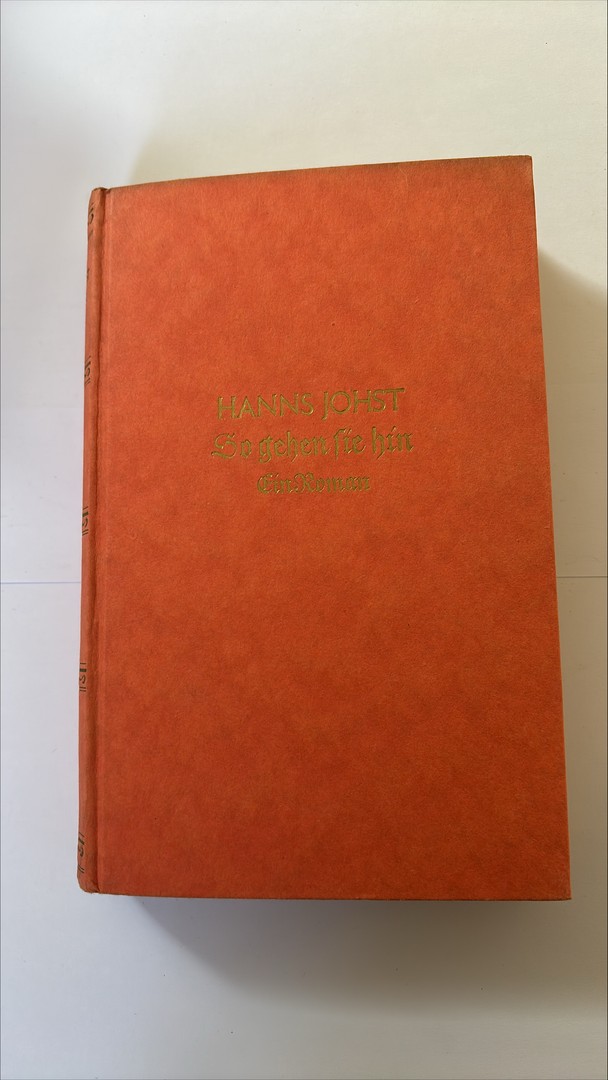 HANNS JOHST
So gehen sie hin
Ein Roman